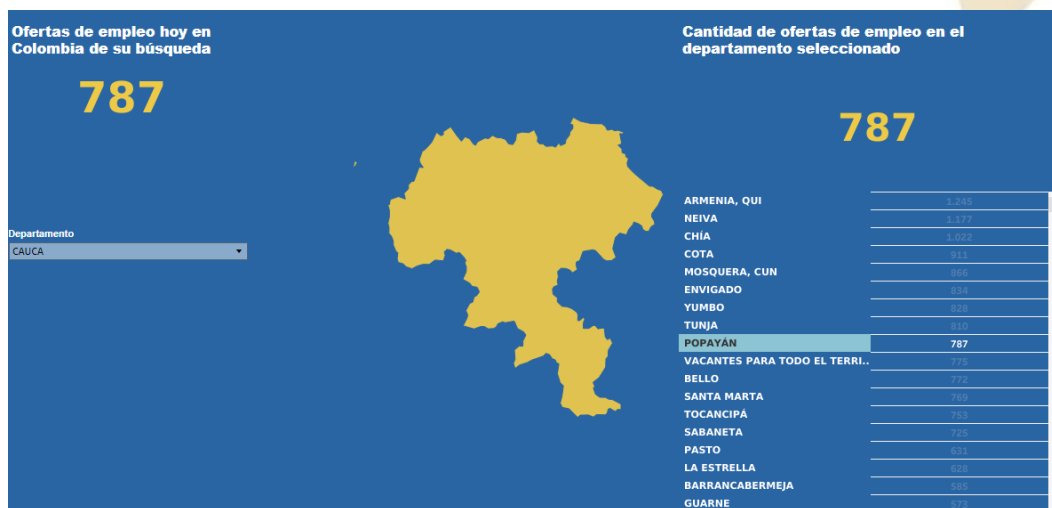 Ofertas de empleo hoy en
Colombia de su búsqueda
787
Departamento
CAUCA
Cantidad de ofertas de empleo en el
departamento seleccionado
787
ARMENIA, QUI 1.245
NEIVA 1.177
CHÍA 1.022
COTA 911
MOSQUERA, CUN 866
ENVIGADO 834
YUMBO 828
TUNJA 810
POPAYÁN 787
VACANTES PARA TODO EL TERRI.. 775
BELLO 772
SANTA MARTA 769
TOCANCIPÁ 753
SABANETA 725
PASTO 631
LA ESTRELLA 628
BARRANCABERMEJA 585
GUARNE 573